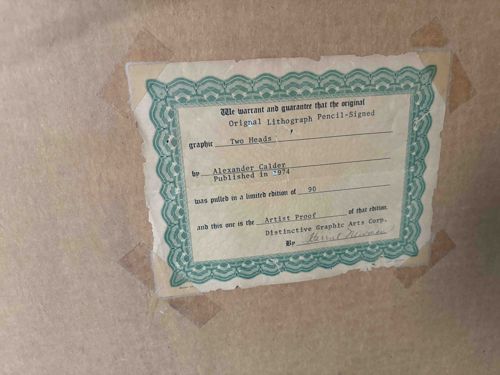 We warrant and guarantee that the original
Orignal Lithograph Pencil-Signed
graphic Two Heads
by Alexander Calder
Published in 1974
was pulled in a limited edition of 90
and this one is the Artist Proof of that edition.
Distinctive Graphic Arts Corp.
By